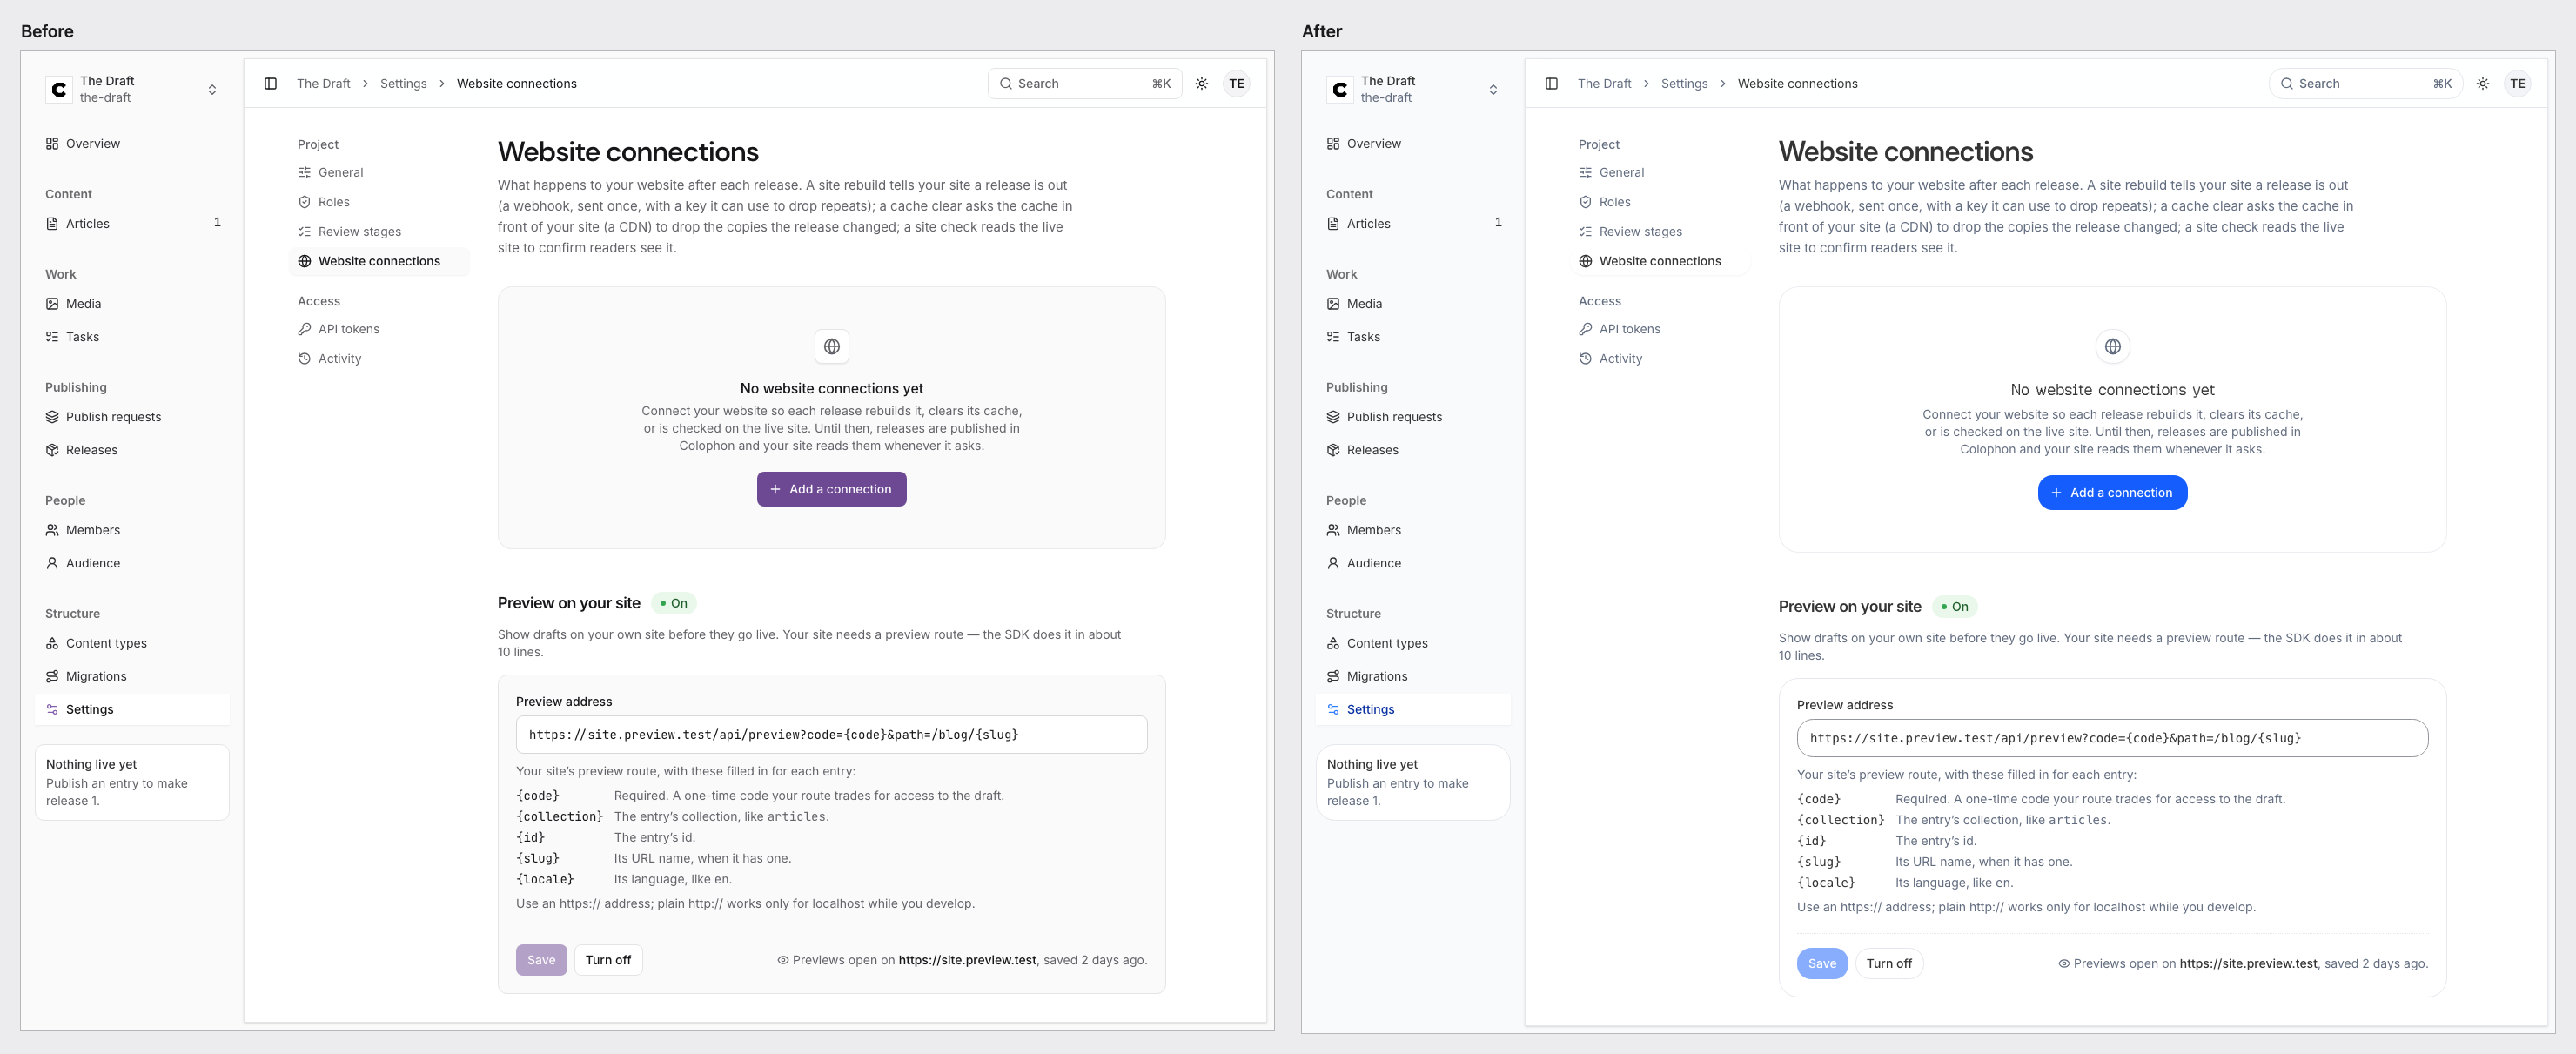 Before
The Draft
the-draft
Overview
Content
Articles 1
Work
Media
Tasks
Publishing
Publish requests
Releases
People
Members
Audience
Structure
Content types
Migrations
Settings
Nothing live yet
Publish an entry to make
release 1.
The Draft > Settings > Website connections
Search ⌘K
TE
Project
General
Roles
Review stages
Website connections
Access
API tokens
Activity
Website connections
What happens to your website after each release. A site rebuild tells your site a release is out
(a webhook, sent once, with a key it can use to drop repeats); a cache clear asks the cache in
front of your site (a CDN) to drop the copies the release changed; a site check reads the live
site to confirm readers see it.
No website connections yet
Connect your website so each release rebuilds it, clears its cache,
or is checked on the live site. Until then, releases are published in
Colophon and your site reads them whenever it asks.
+ Add a connection
Preview on your site On
Show drafts on your own site before they go live. Your site needs a preview route — the SDK does it in about
10 lines.
Preview address
https://site.preview.test/api/preview?code={code}&path=/blog/{slug}
Your site’s preview route, with these filled in for each entry:
{code} Required. A one-time code your route trades for access to the draft.
{collection} The entry’s collection, like articles.
{id} The entry’s id.
{slug} Its URL name, when it has one.
{locale} Its language, like en.
Use an https:// address; plain http:// works only for localhost while you develop.
Save Turn off Previews open on https://site.preview.test, saved 2 days ago.
After
The Draft
the-draft
Overview
Content
Articles 1
Work
Media
Tasks
Publishing
Publish requests
Releases
People
Members
Audience
Structure
Content types
Migrations
Settings
Nothing live yet
Publish an entry to make
release 1.
The Draft > Settings > Website connections
Search ⌘K
TE
Project
General
Roles
Review stages
Website connections
Access
API tokens
Activity
Website connections
What happens to your website after each release. A site rebuild tells your site a release is out
(a webhook, sent once, with a key it can use to drop repeats); a cache clear asks the cache in
front of your site (a CDN) to drop the copies the release changed; a site check reads the live
site to confirm readers see it.
No website connections yet
Connect your website so each release rebuilds it, clears its cache,
or is checked on the live site. Until then, releases are published in
Colophon and your site reads them whenever it asks.
+ Add a connection
Preview on your site On
Show drafts on your own site before they go live. Your site needs a preview route — the SDK does it in about
10 lines.
Preview address
https://site.preview.test/api/preview?code={code}&path=/blog/{slug}
Your site’s preview route, with these filled in for each entry:
{code} Required. A one-time code your route trades for access to the draft.
{collection} The entry’s collection, like articles.
{id} The entry’s id.
{slug} Its URL name, when it has one.
{locale} Its language, like en.
Use an https:// address; plain http:// works only for localhost while you develop.
Save Turn off Previews open on https://site.preview.test, saved 2 days ago.